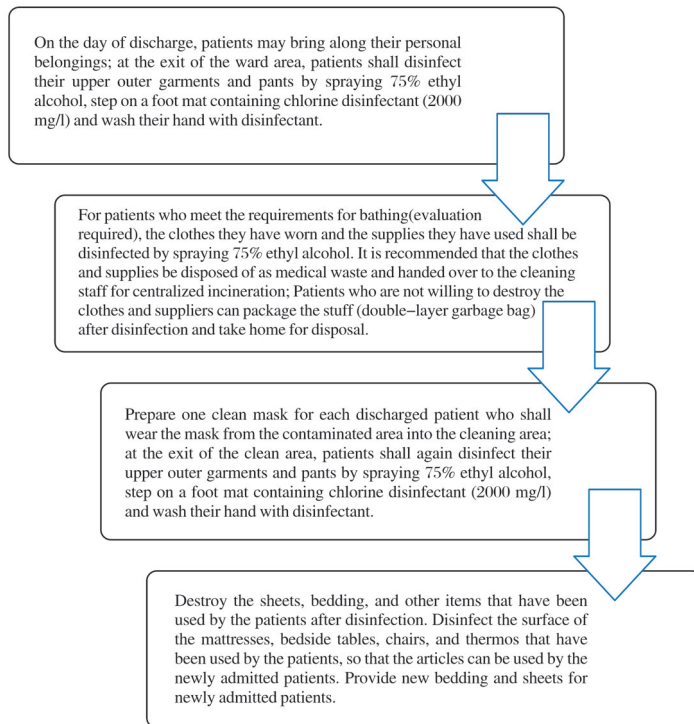 On the day of discharge, patients may bring along their personal
belongings; at the exit of the ward area, patients shall disinfect
their upper outer garments and pants by spraying 75% ethyl
alcohol, step on a foot mat containing chlorine disinfectant (2000
mg/l) and wash their hand with disinfectant.
For patients who meet the requirements for bathing(evaluation
required), the clothes they have worn and the supplies they have used shall be
disinfected by spraying 75% ethyl alcohol. It is recommended that the clothes
and supplies be disposed of as medical waste and handed over to the cleaning
staff for centralized incineration; Patients who are not willing to destroy the
clothes and suppliers can package the stuff (double−layer garbage bag)
after disinfection and take home for disposal.
Prepare one clean mask for each discharged patient who shall
wear the mask from the contaminated area into the cleaning area;
at the exit of the clean area, patients shall again disinfect their
upper outer garments and pants by spraying 75% ethyl alcohol,
step on a foot mat containing chlorine disinfectant (2000 mg/l)
and wash their hand with disinfectant.
Destroy the sheets, bedding, and other items that have been
used by the patients after disinfection. Disinfect the surface of
the mattresses, bedside tables, chairs, and thermos that have
been used by the patients, so that the articles can be used by the
newly admitted patients. Provide new bedding and sheets for
newly admitted patients.